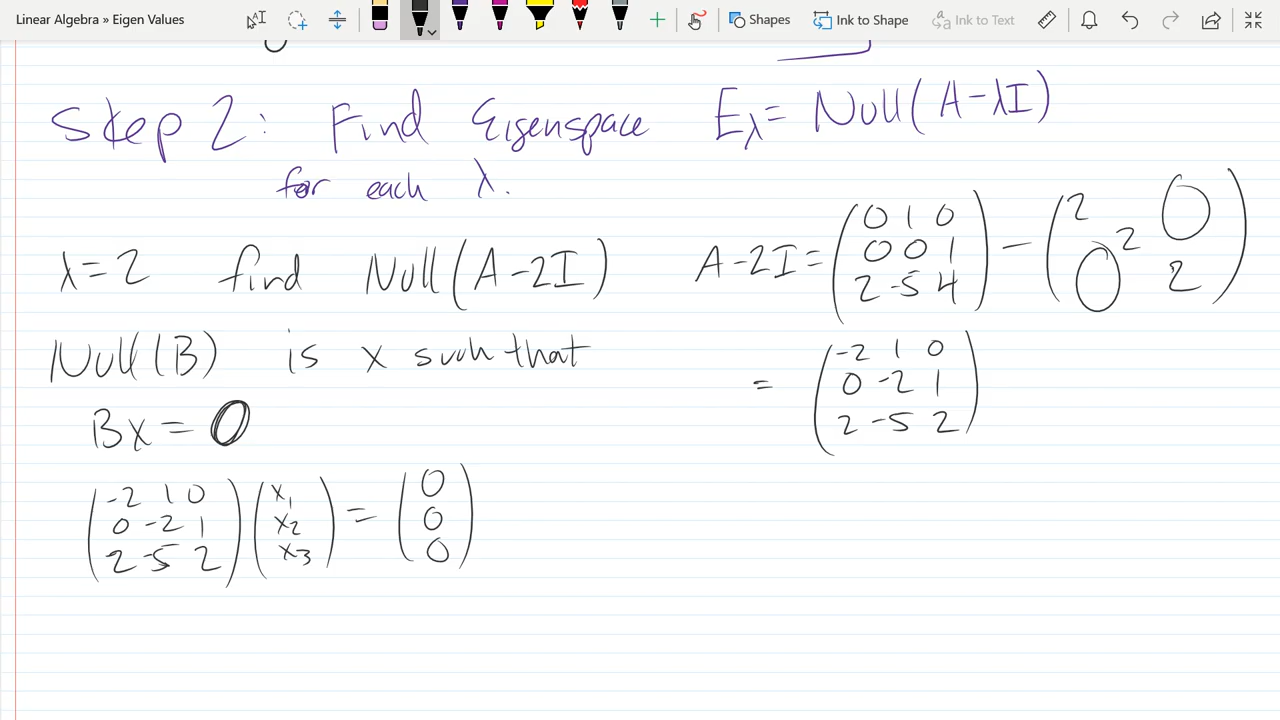 Linear Algebra » Eigen Values
Shapes
Ink to Shape
Ink to Text
Step 2: Find Eigenspace Eλ = Null(A-λI)
for each λ.
λ=2 find Null(A-2I)
A-2I = (0 1 0
0 0 1
2 -5 4) - (2 0
2
0 2)
Null(B) is x such that
= (-2 1 0
0 -2 1
2 -5 2)
Bx = 0
(-2 1 0
0 -2 1
2 -5 2) (x1
x2
x3) = (0
0
0)